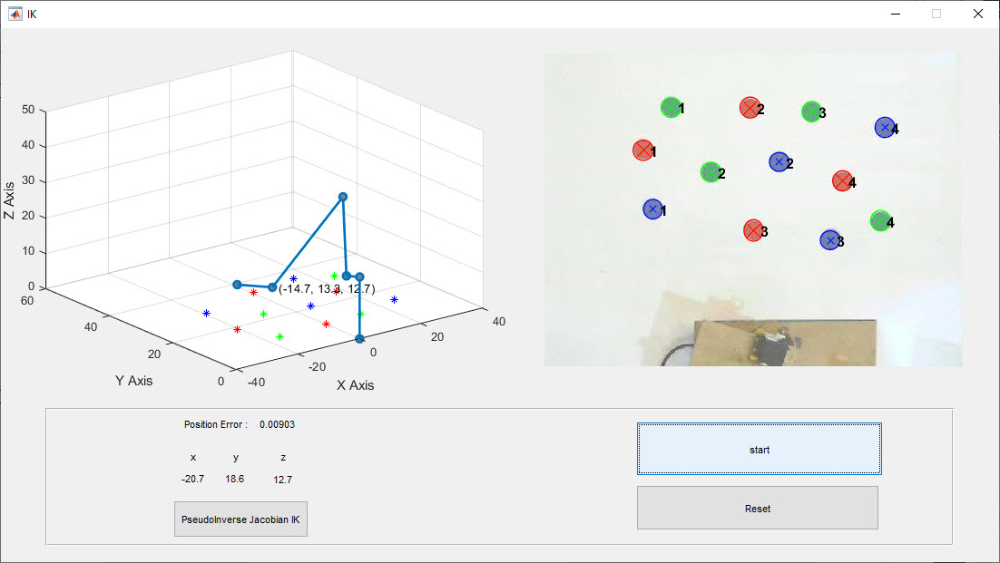 IK
50
40
30
20
10
0
Z Axis
60
40
20
0
Y Axis
-40
-20
0
20
40
X Axis
(-14.7, 13.3, 12.7)
1
2
3
4
1
2
2
4
1
3
3
4
Position Error : 0.00903
x y z
-20.7 18.6 12.7
PseudoInverse Jacobian IK
start
Reset